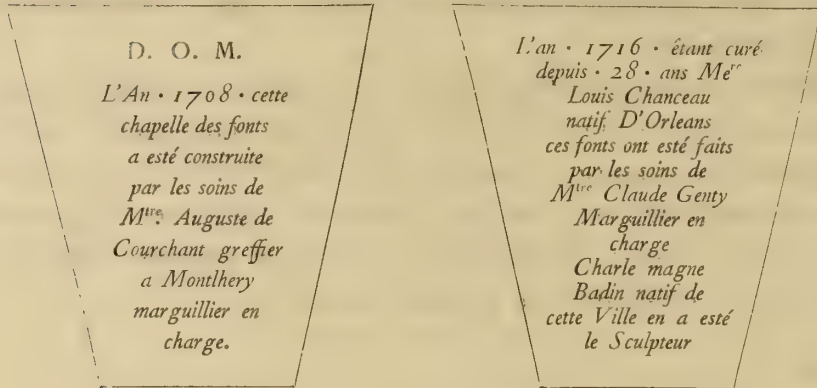 D. O. M.
L'An · 1708 · cette
chapelle des fonts
a esté construite
par les soins de
Mtre. Auguste de
Courchant greffier
a Montlhery
marguillier en
charge.
L'an · 1716 · étant curé
depuis · 28 · ans Mere
Louis Chanceau
natif D'Orleans
ces fonts ont esté faits
par les soins de
Mtre Claude Genty
Marguillier en
charge
Charle magne
Badin natif de
cette Ville en a esté
le Sculpteur